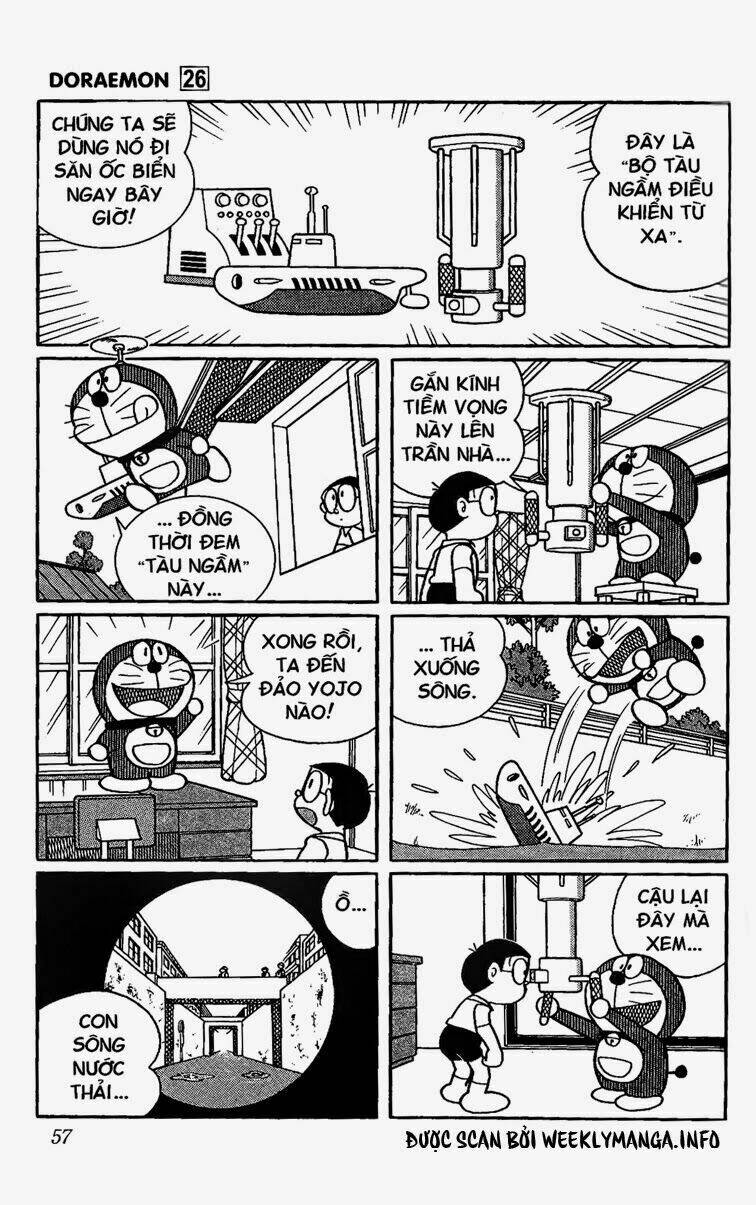 DORAEMON 26
ĐÂY LÀ
"BỘ TÀU
NGẦM ĐIỀU
KHIỂN TỪ
XA".
CHỨNG TA SẼ
DÙNG NÓ ĐI
SĂN ỐC BIỂN
NGAY BÂY
GIỜ!
GẮN KÍNH
TIỀM VỌNG
NÀY LÊN
TRẦN NHÀ...
... ĐỒNG
THỜI ĐEM
"TÀU NGẦM"
NÀY...
... THẢ
XUỐNG
SÔNG.
XONG RỒI,
TA ĐẾN
ĐẢO YOJO
NÀO!
CẬU LẠI
ĐÂY MÀ
XEM...
Ồ...
CON
SÔNG
NƯỚC
THẢI...
57
ĐƯỢC SCAN BỞI WEEKLYMANGA.INFO